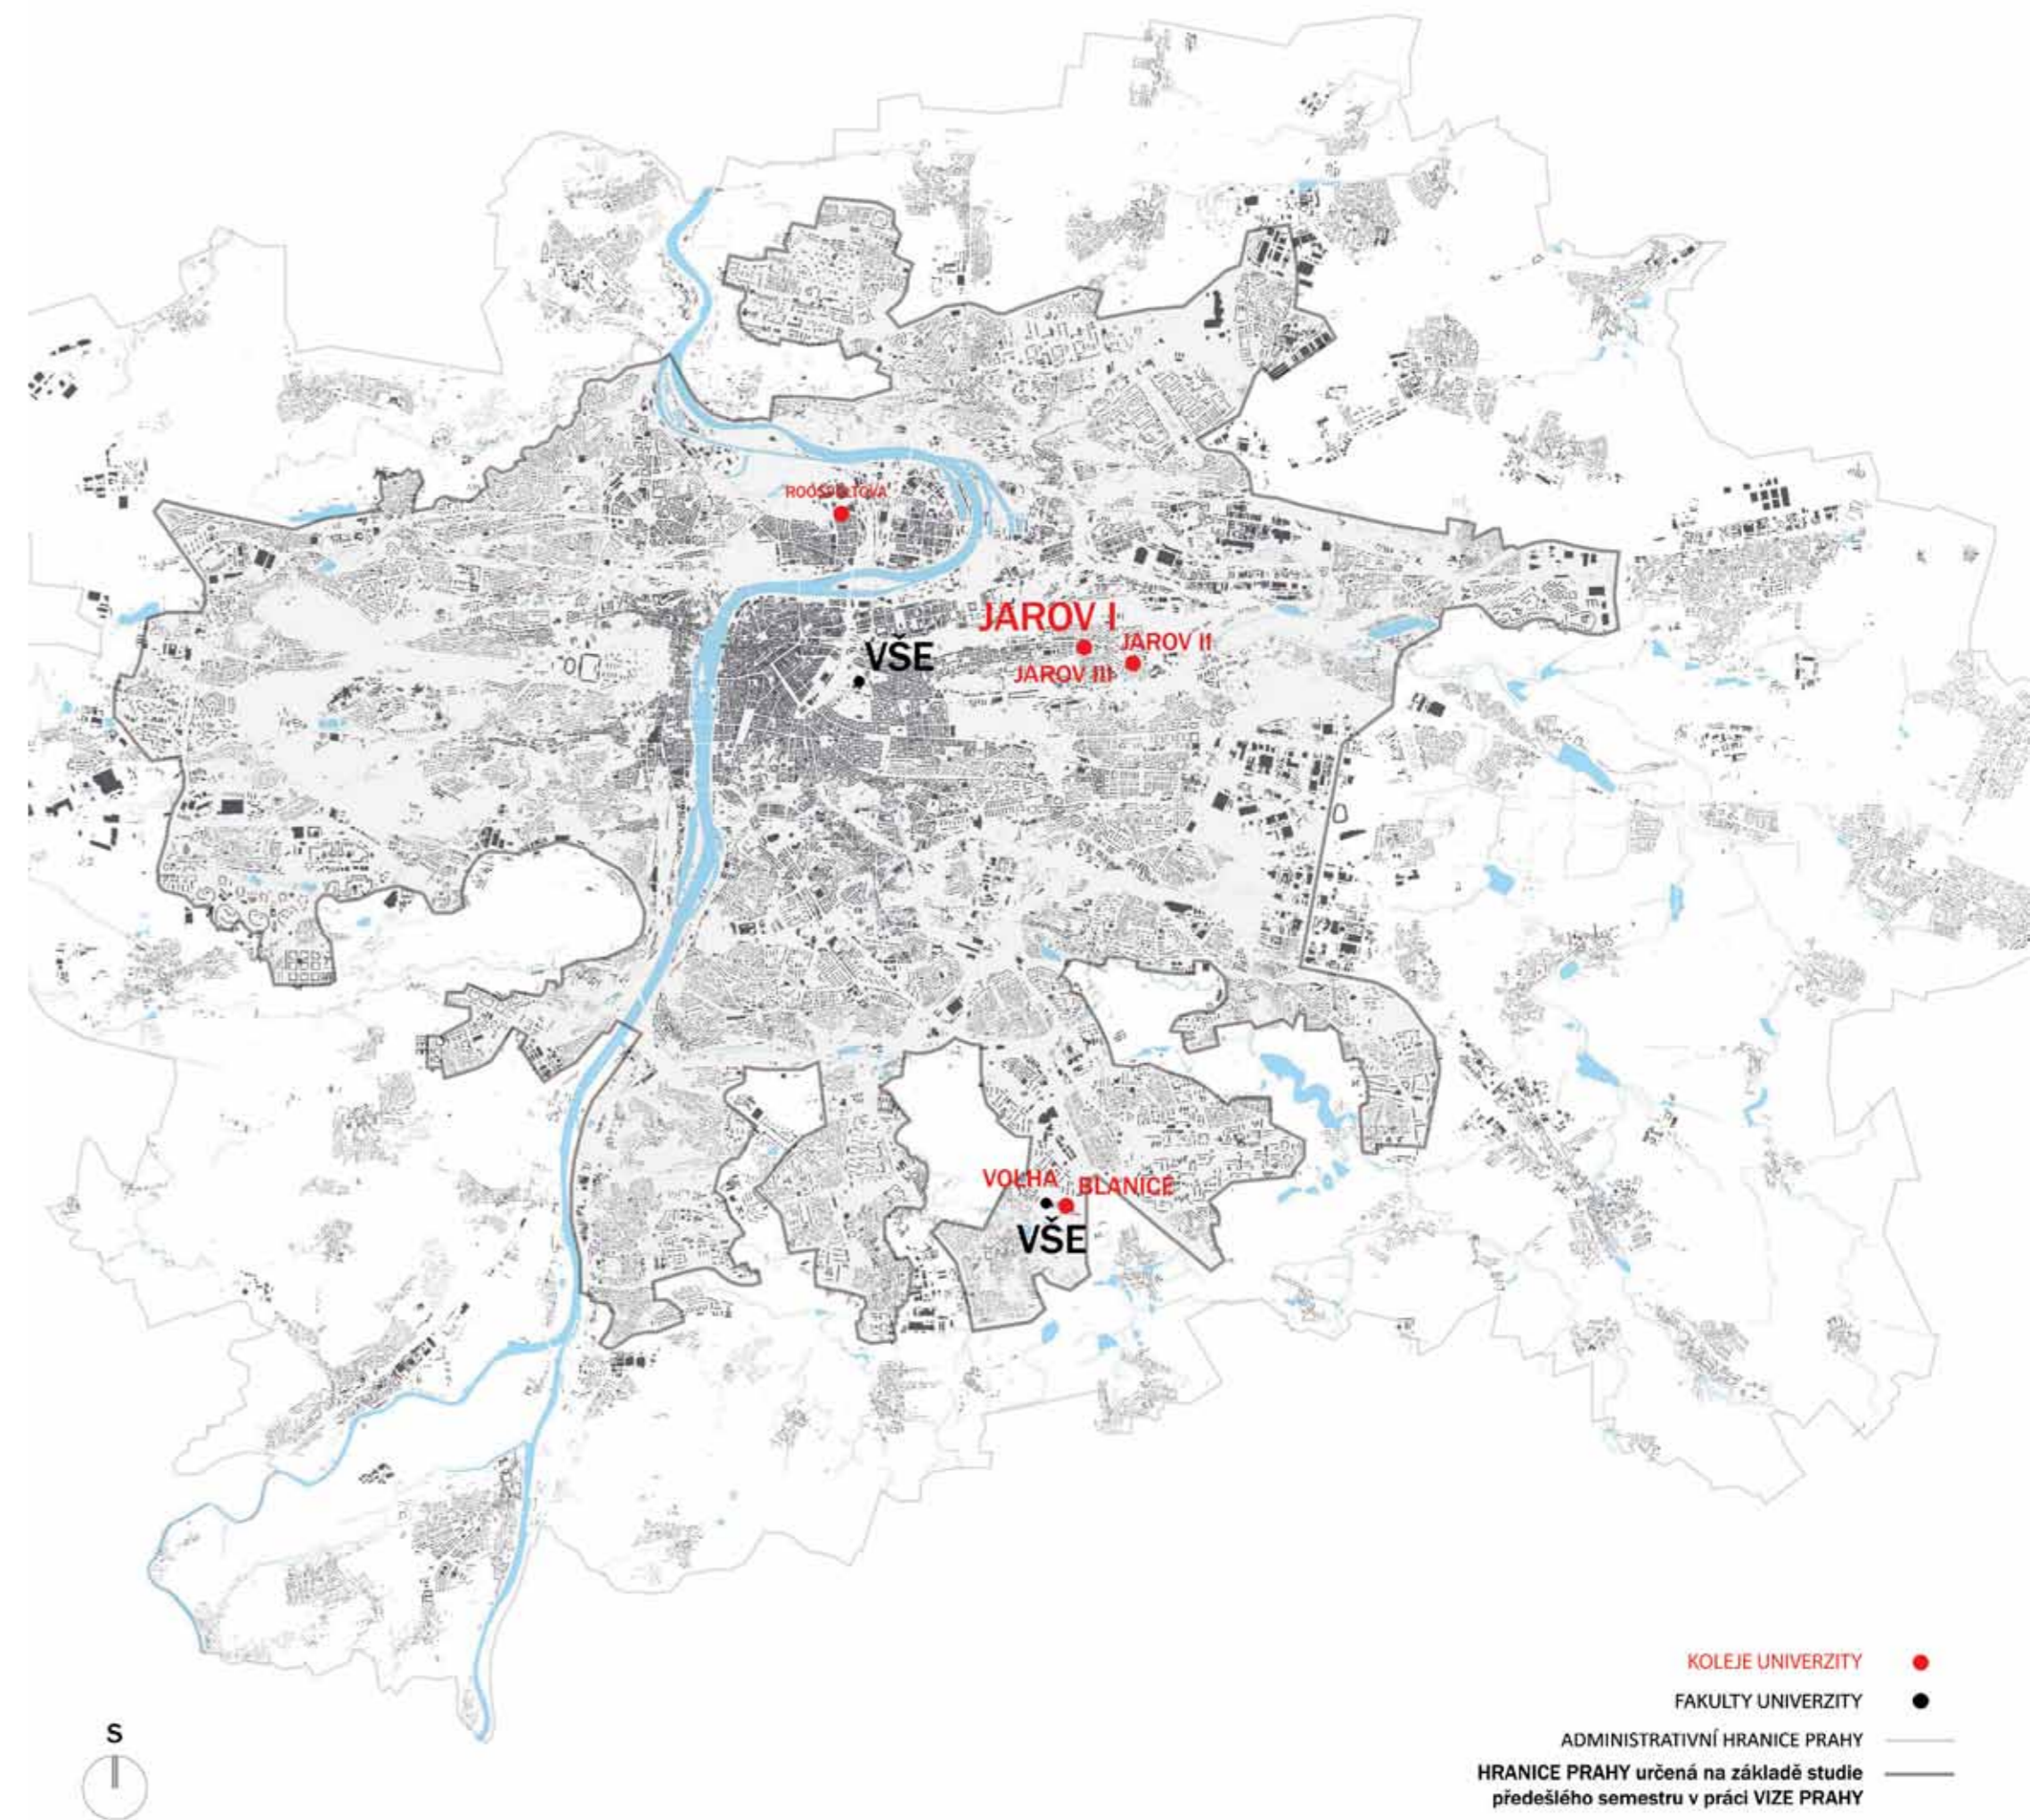 ROOSEVELTOVA
JAROV I
JAROV II
VŠE
JAROV III
VOLHA
BLANICE
VŠE
KOLEJE UNIVERZITY
FAKULTY UNIVERZITY
ADMINISTRATIVNÍ HRANICE PRAHY
HRANICE PRAHY určená na základě studie
předešlého semestru v práci VIZE PRAHY
S